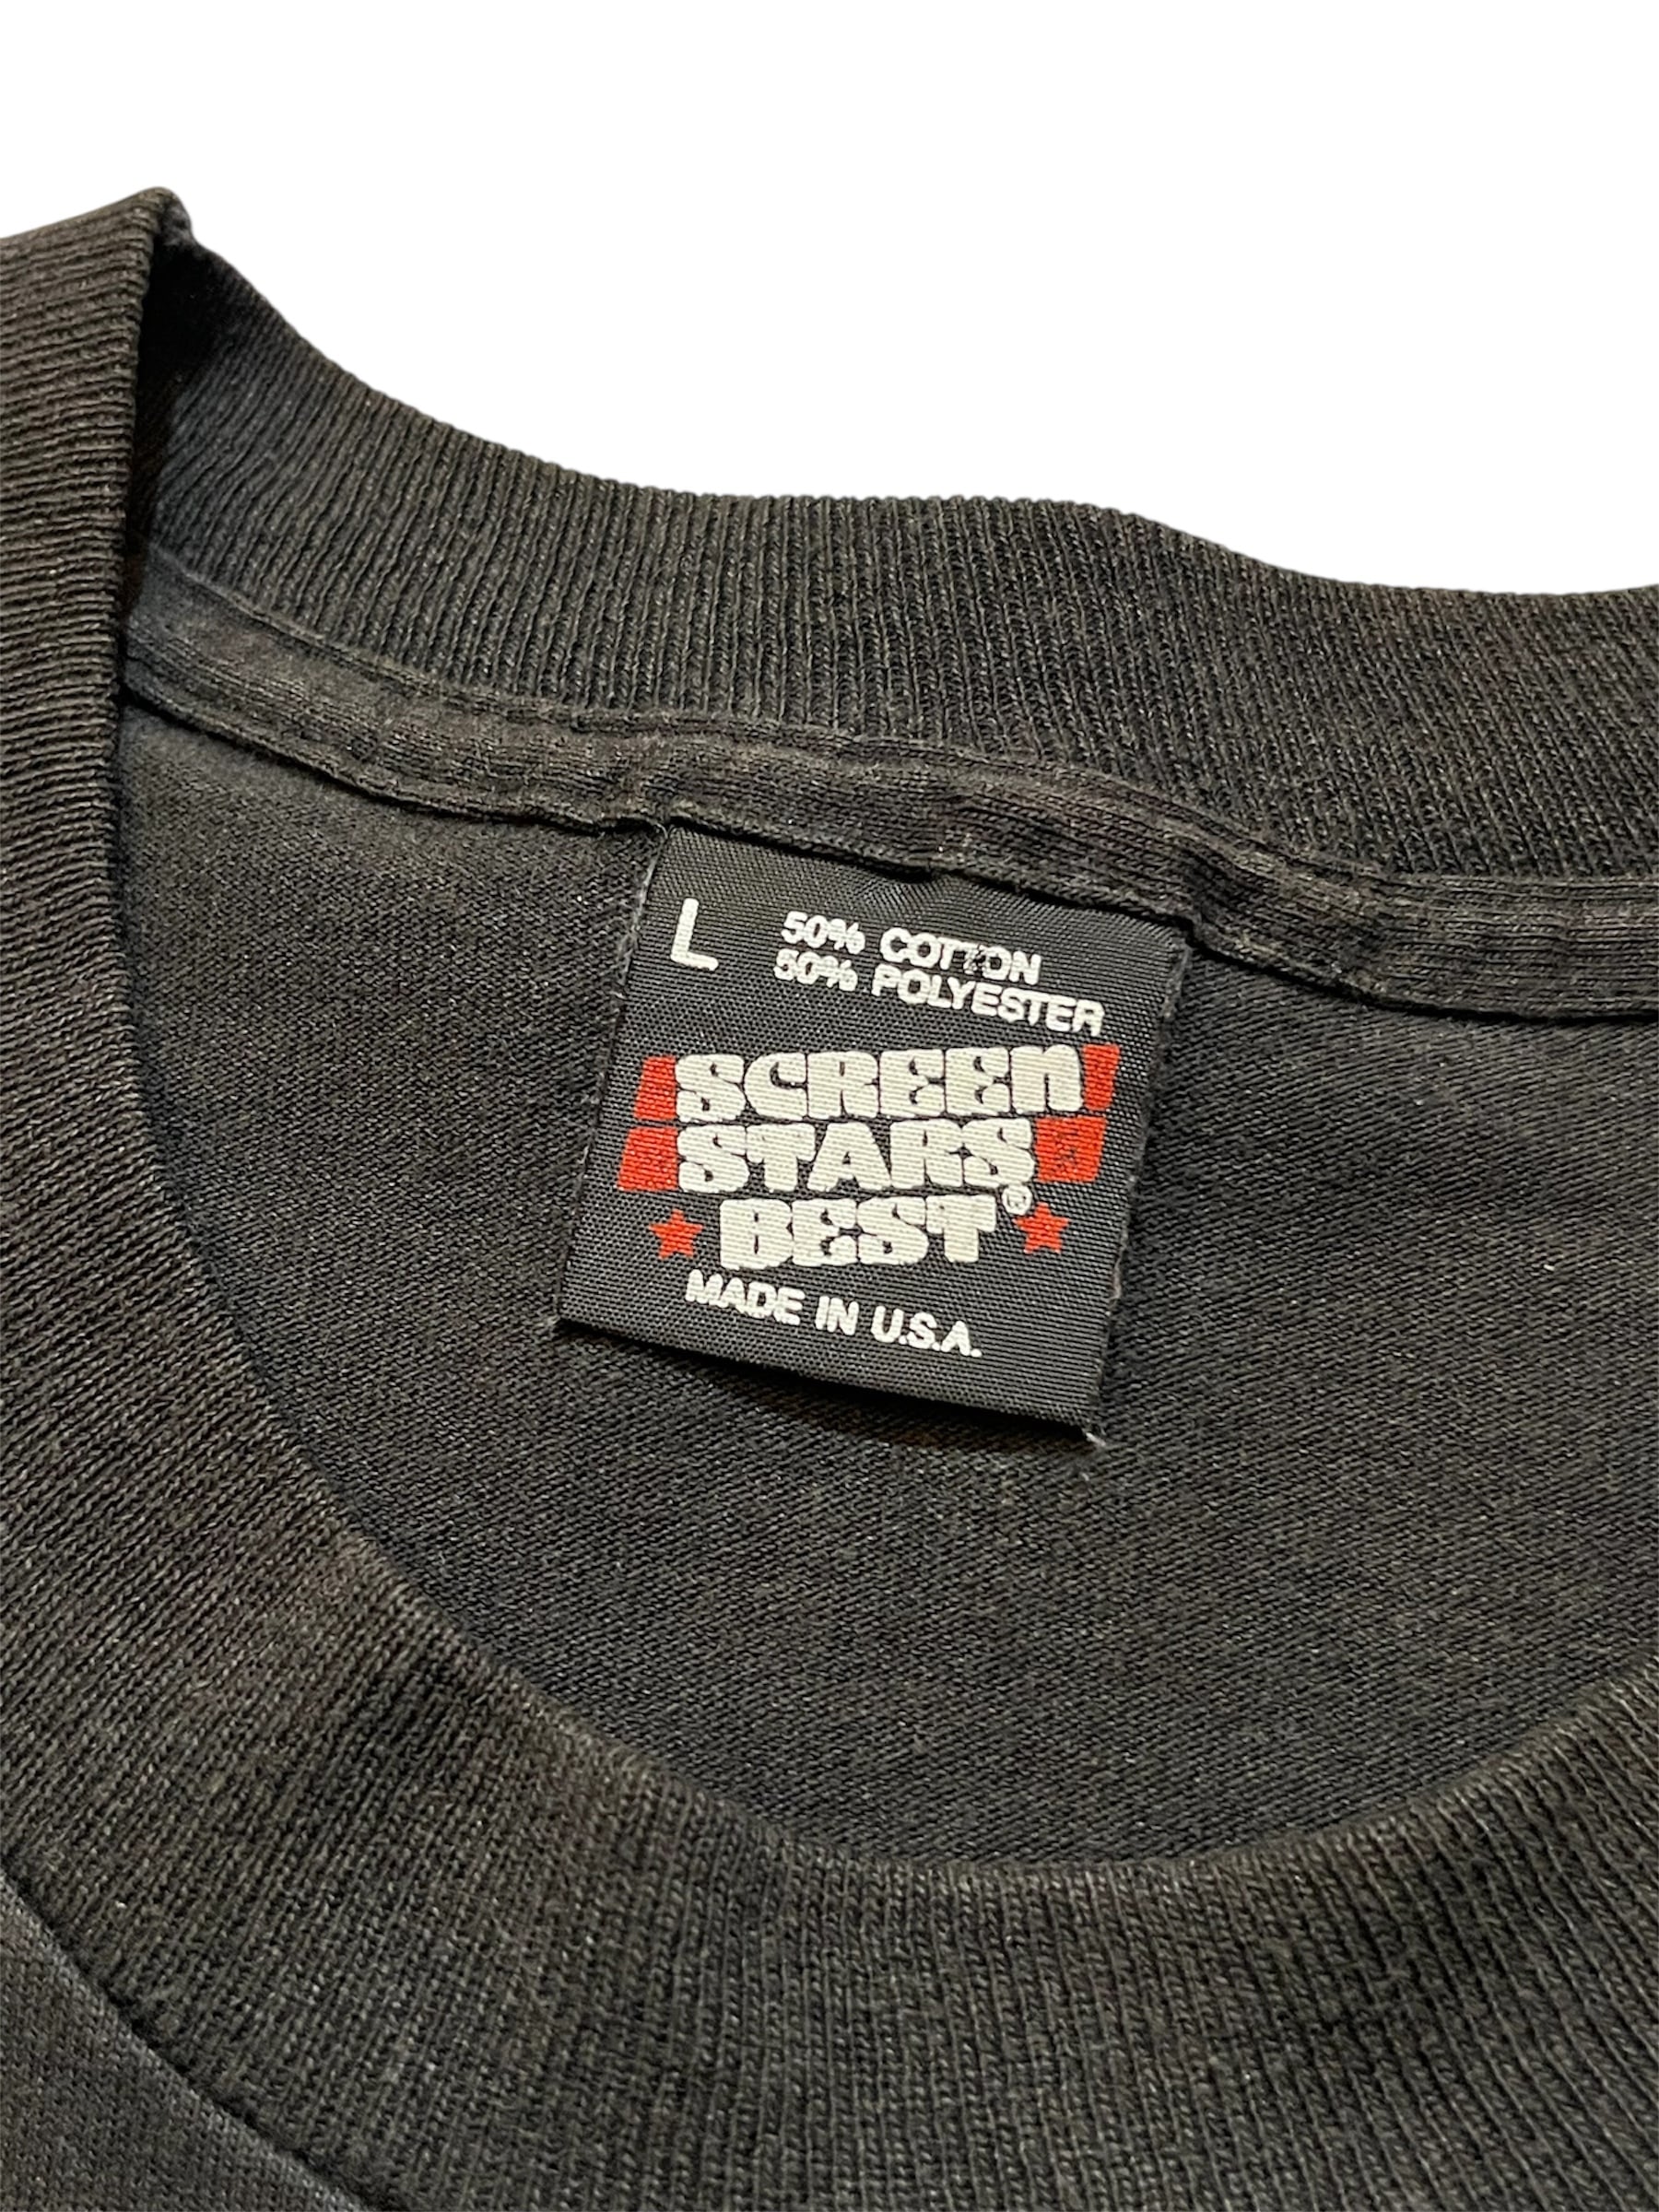 L 50% COTTON
50% POLYESTER
SCREEN
STARS
BEST®
MADE IN U.S.A.